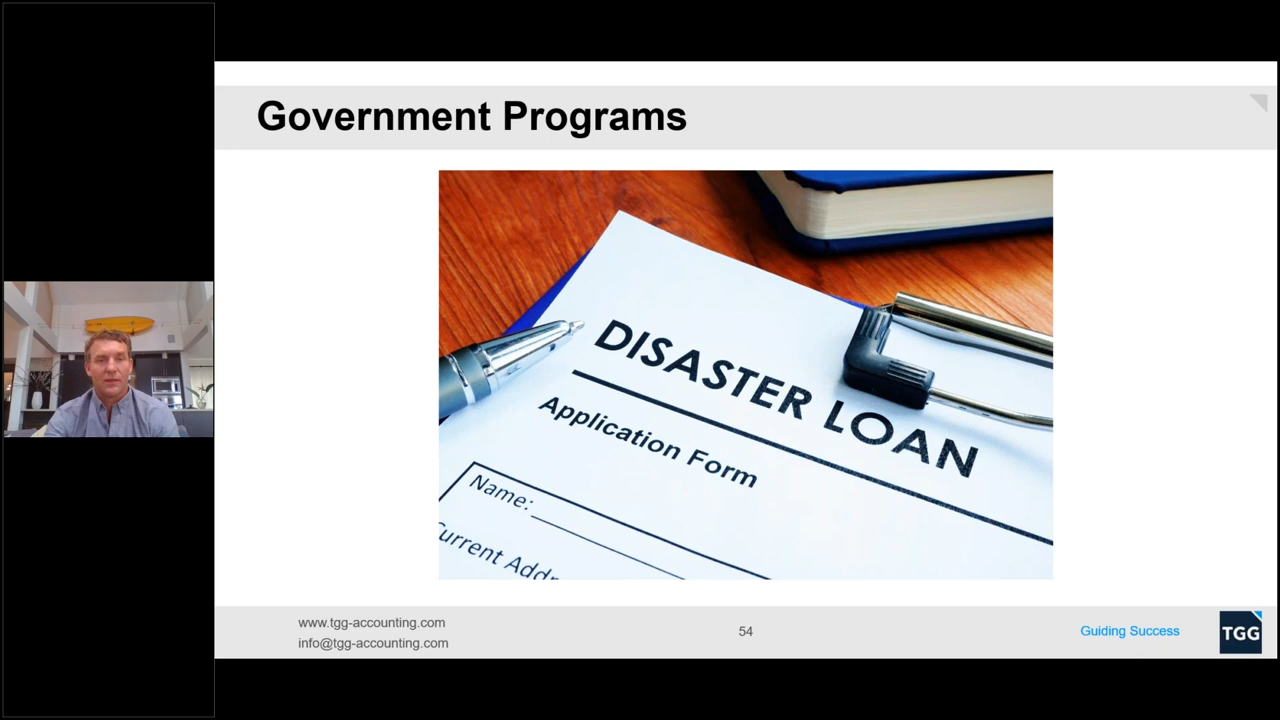 Government Programs
DISASTER LOAN
Application Form
Name:
Current Addr
www.tgg-accounting.com
info@tgg-accounting.com
54
Guiding Success
TGG